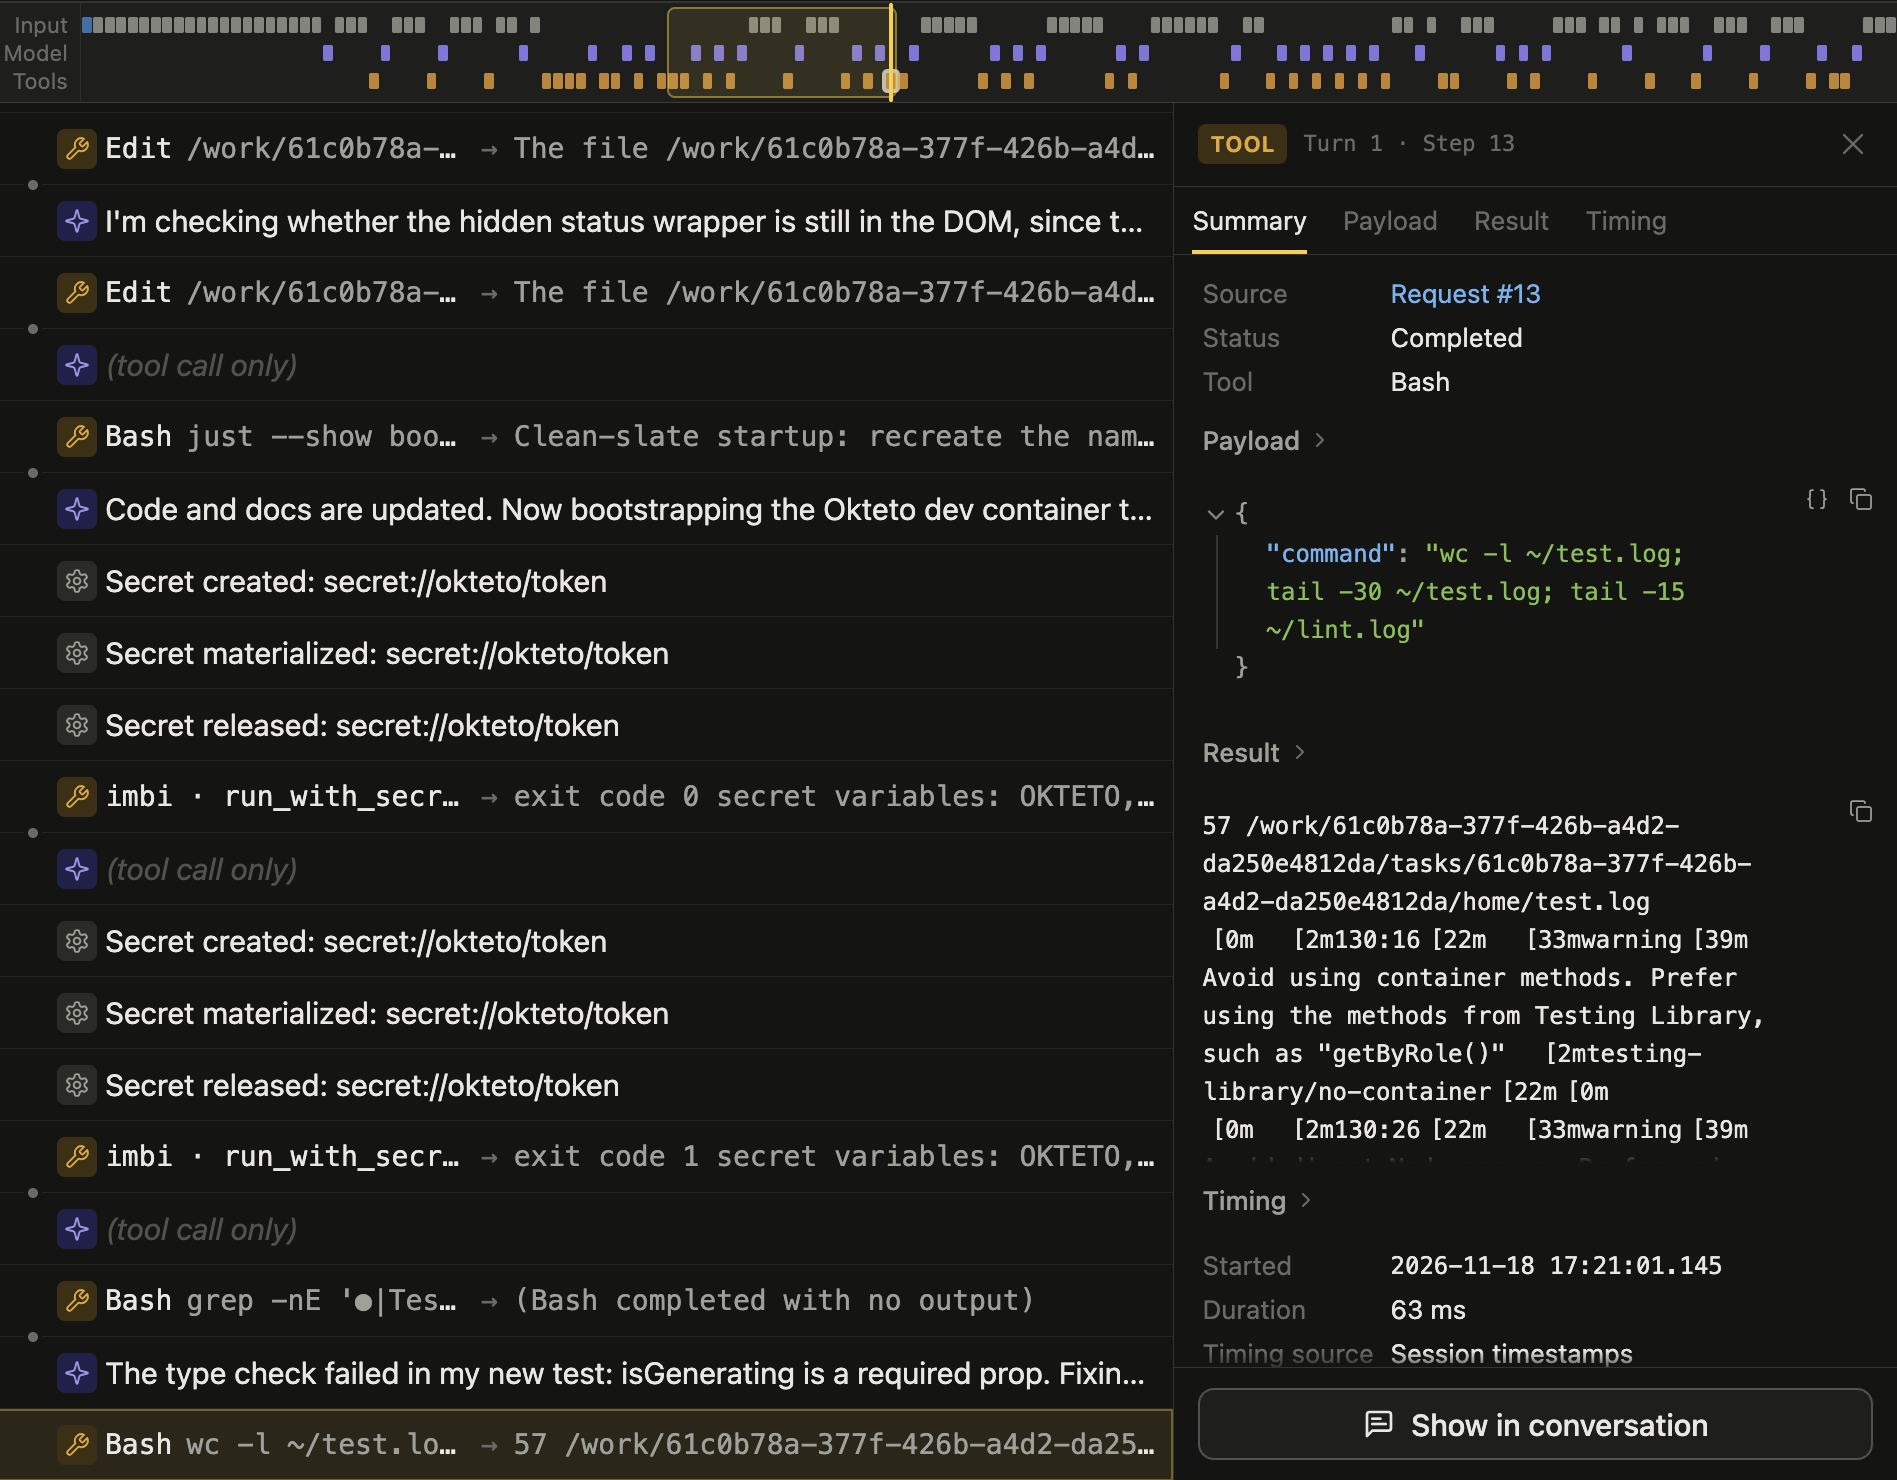 Input
Model
Tools
Edit /work/61c0b78a-… → The file /work/61c0b78a-377f-426b-a4d…
I'm checking whether the hidden status wrapper is still in the DOM, since t...
Edit /work/61c0b78a-… → The file /work/61c0b78a-377f-426b-a4d…
(tool call only)
Bash just --show boo… → Clean-slate startup: recreate the nam…
Code and docs are updated. Now bootstrapping the Okteto dev container t...
Secret created: secret://okteto/token
Secret materialized: secret://okteto/token
Secret released: secret://okteto/token
imbi · run_with_secr… → exit code 0 secret variables: OKTETO,…
(tool call only)
Secret created: secret://okteto/token
Secret materialized: secret://okteto/token
Secret released: secret://okteto/token
imbi · run_with_secr… → exit code 1 secret variables: OKTETO,…
(tool call only)
Bash grep -nE '●|Tes… → (Bash completed with no output)
The type check failed in my new test: isGenerating is a required prop. Fixin...
Bash wc -l ~/test.lo… → 57 /work/61c0b78a-377f-426b-a4d2-da25…
TOOL Turn 1 · Step 13
Summary Payload Result Timing
Source Request #13
Status Completed
Tool Bash
Payload
{
"command": "wc -l ~/test.log;
tail -30 ~/test.log; tail -15
~/lint.log"
}
Result
57 /work/61c0b78a-377f-426b-a4d2-
da250e4812da/tasks/61c0b78a-377f-426b-
a4d2-da250e4812da/home/test.log
[0m [2m130:16 [22m [33mwarning [39m
Avoid using container methods. Prefer
using the methods from Testing Library,
such as "getByRole()" [2mtesting-
library/no-container [22m [0m
[0m [2m130:26 [22m [33mwarning [39m
Timing
Started 2026-11-18 17:21:01.145
Duration 63 ms
Timing source Session timestamps
Show in conversation